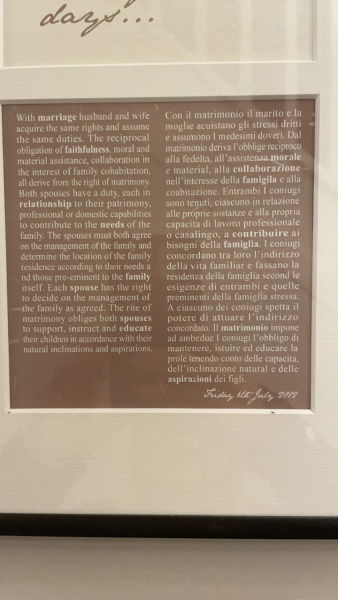 days...
With marriage husband and wife
acquire the same rights and assume
the same duties. The reciprocal
obligation of faithfulness, moral and
material assistance, collaboration in
the interest of family cohabitation,
all derive from the right of matrimony.
Both spouses have a duty, each in
relationship to their patrimony,
professional or domestic capabilities
to contribute to the needs of the
family. The spouses must both agree
on the management of the family and
determine the location of the family
residence according to their needs a
nd those pre-eminent to the family
itself. Each spouse has the right
to decide on the management of
the family as agreed. The rite of
matrimony obliges both spouses
to support, instruct and educate
their children in accordance with their
natural inclinations and aspirations.
Con il matrimonio il marito e la
moglie acuistano gli stressi dritti
e assumono I medesimi doveri. Dal
matrimonio deriva l'obblige reciproco
alla fedelta, all'assistenza morale
e material, alla collaborazione
nell'interesse della famigila e alla
coabitazione. Entrambi I coniugi
sono tenuti, ciascuno in relazione
alle proprie sostanze e alla propria
capacita di lavoro professionale
o casalingo, a contribuire ai
bisogni della famiglia. I coniugi
concordano tra loro l'indirizzo
della vita familiar e fassano la
residenza della famiglia second le
esigenze di entrambi e quelle
preminenti della famiglia stressa.
A ciascuno dei coniugi spetta il
potere di attuare l'indirizzo
concordato. Il matrimonio impone
ad ambedue I coniugi l'obbligo di
mantenere, istuire ed educare la
prole tenendo conto delle capacita,
dell'inclinazione natural e delle
aspirazioni dei figli.
Friday 6th July 2012